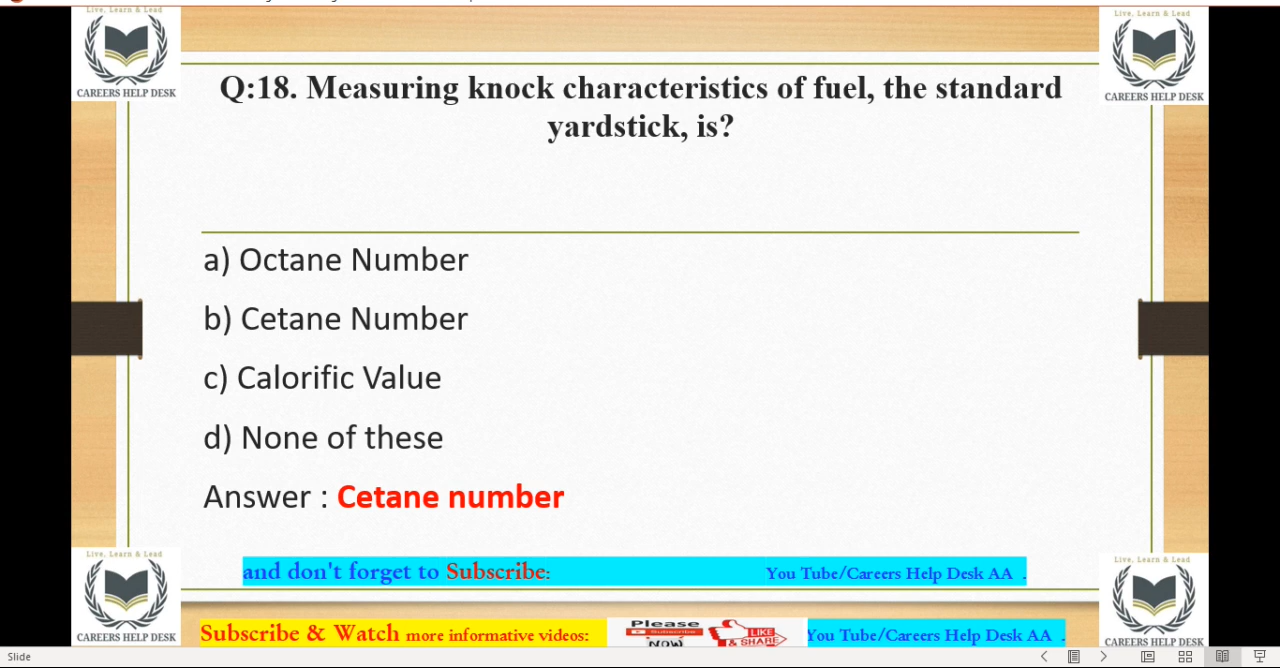 Live, Learn & Lead
CAREERS HELP DESK
Live, Learn & Lead
CAREERS HELP DESK
Q:18. Measuring knock characteristics of fuel, the standard
yardstick, is?
a) Octane Number
b) Cetane Number
c) Calorific Value
d) None of these
Answer : Cetane number
Live, Learn & Lead
CAREERS HELP DESK
and don't forget to Subscribe: You Tube/Careers Help Desk AA .
Live, Learn & Lead
CAREERS HELP DESK
Subscribe & Watch more informative videos:
Please
Subscribe
NOW
LIKE
& SHARE
You Tube/Careers Help Desk AA .
Slide